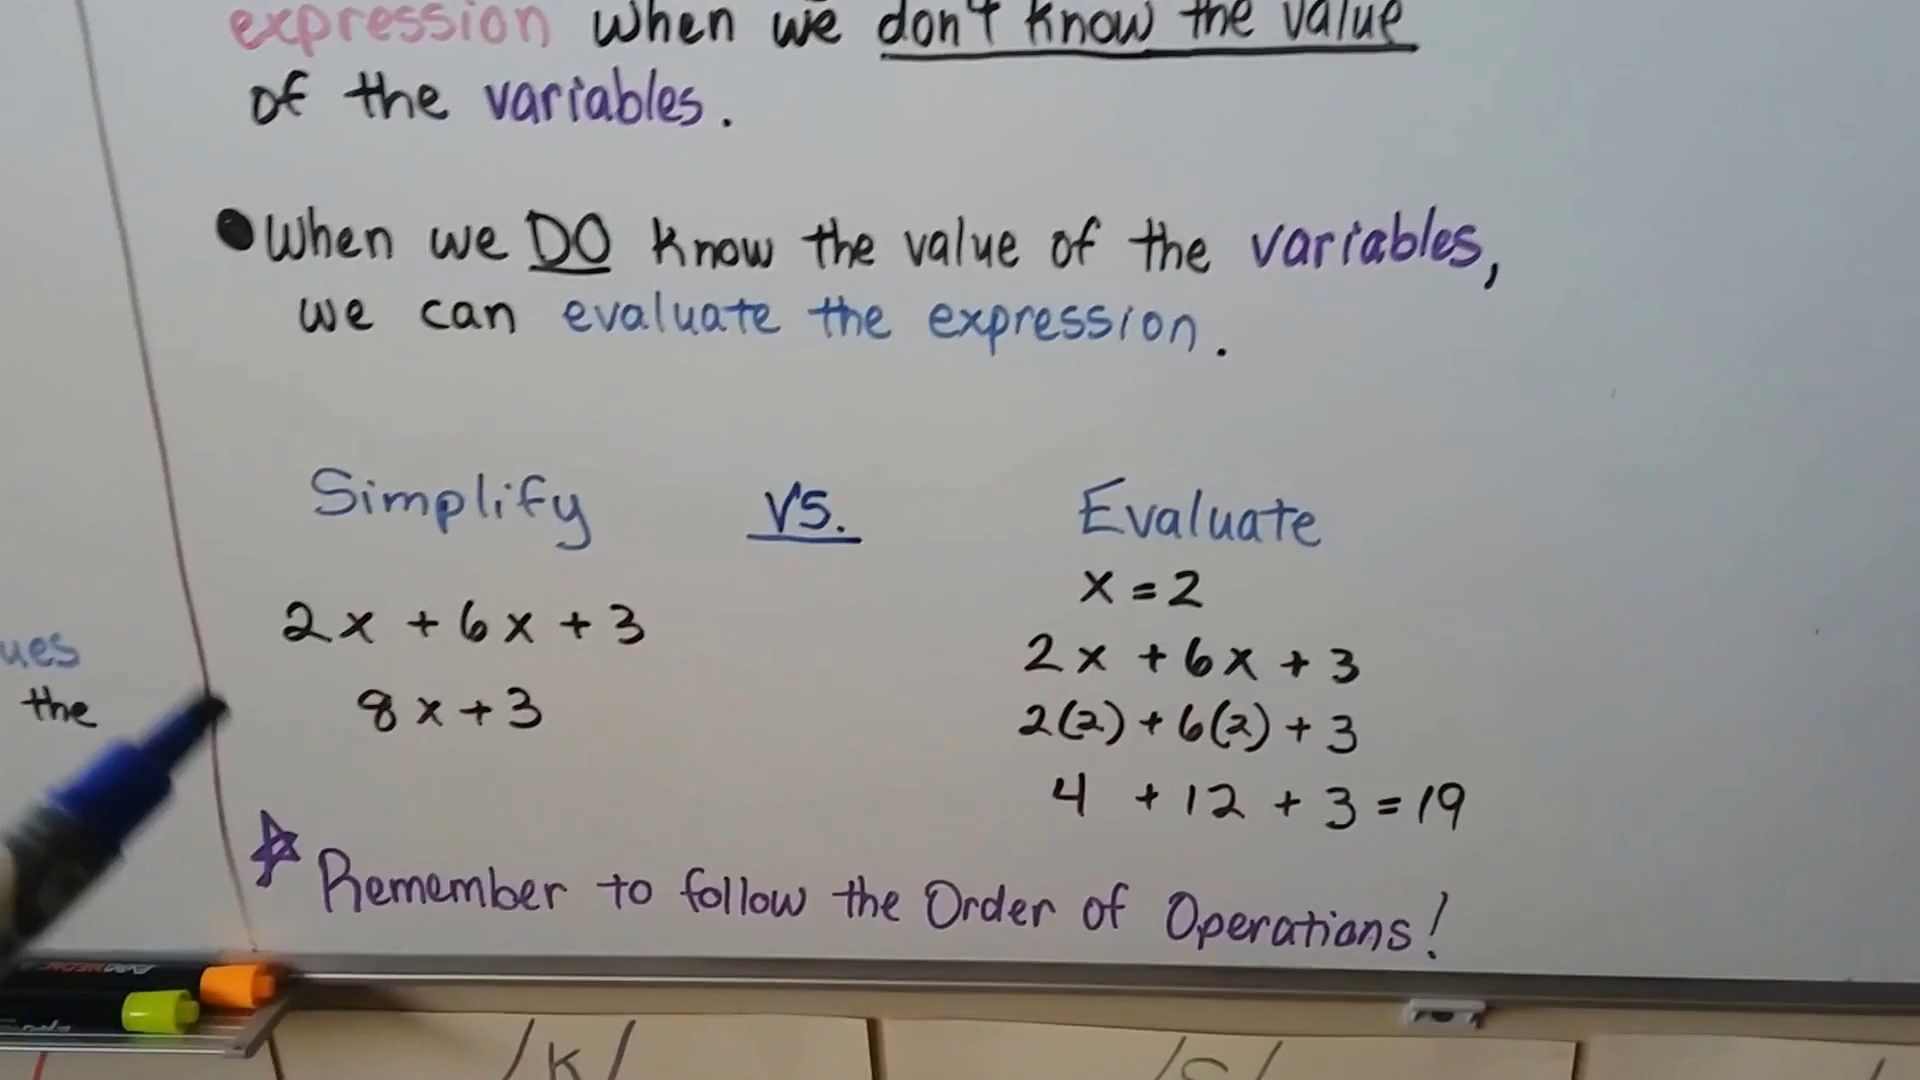 expression when we don't know the value
of the variables.
When we DO know the value of the variables,
we can evaluate the expression.
Simplify vs. Evaluate
x = 2
2x + 6x + 3
8x + 3
2x + 6x + 3
2(2) + 6(2) + 3
4 + 12 + 3 = 19
Remember to follow the Order of Operations!
ues
the
/k/